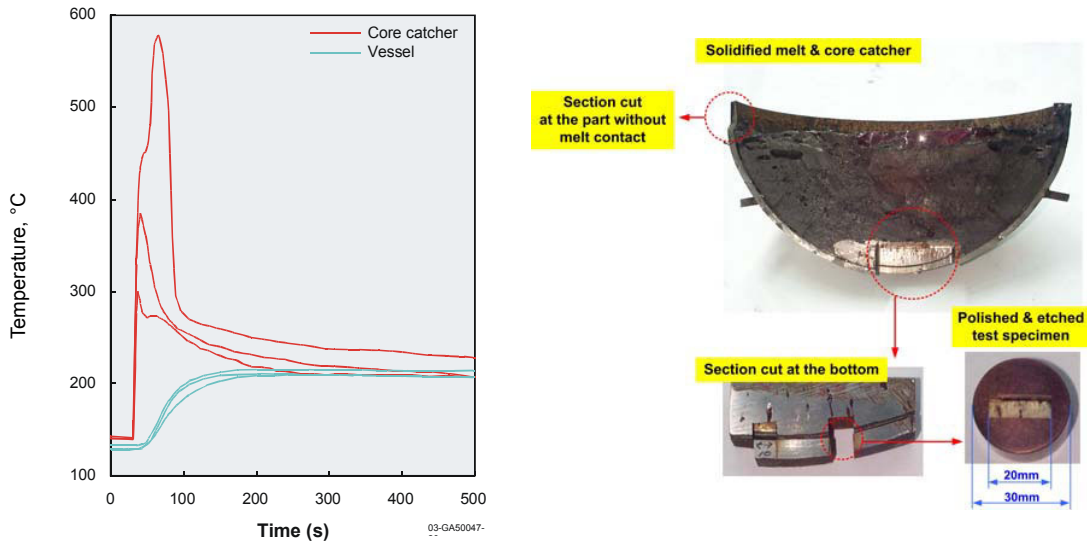 600
500
400
300
200
100
Temperature, °C
Core catcher
Vessel
0
100
200
300
400
500
Time (s)
03-GA50047-
Solidified melt & core catcher
Section cut
at the part without
melt contact
Polished & etched
test specimen
Section cut at the bottom
20mm
30mm